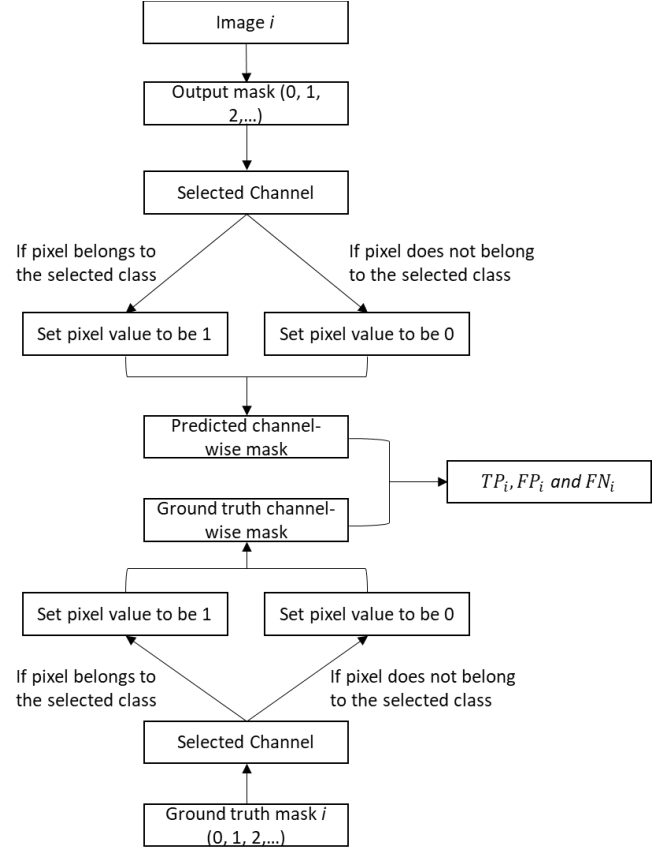 Image i
Output mask (0, 1,
2,...)
Selected Channel
If pixel belongs to
the selected class
If pixel does not belong
to the selected class
Set pixel value to be 1
Set pixel value to be 0
Predicted channel-
wise mask
TPᵢ, FPᵢ and FNᵢ
Ground truth channel-
wise mask
Set pixel value to be 1
Set pixel value to be 0
If pixel belongs to
the selected class
If pixel does not belong
to the selected class
Selected Channel
Ground truth mask i
(0, 1, 2,...)